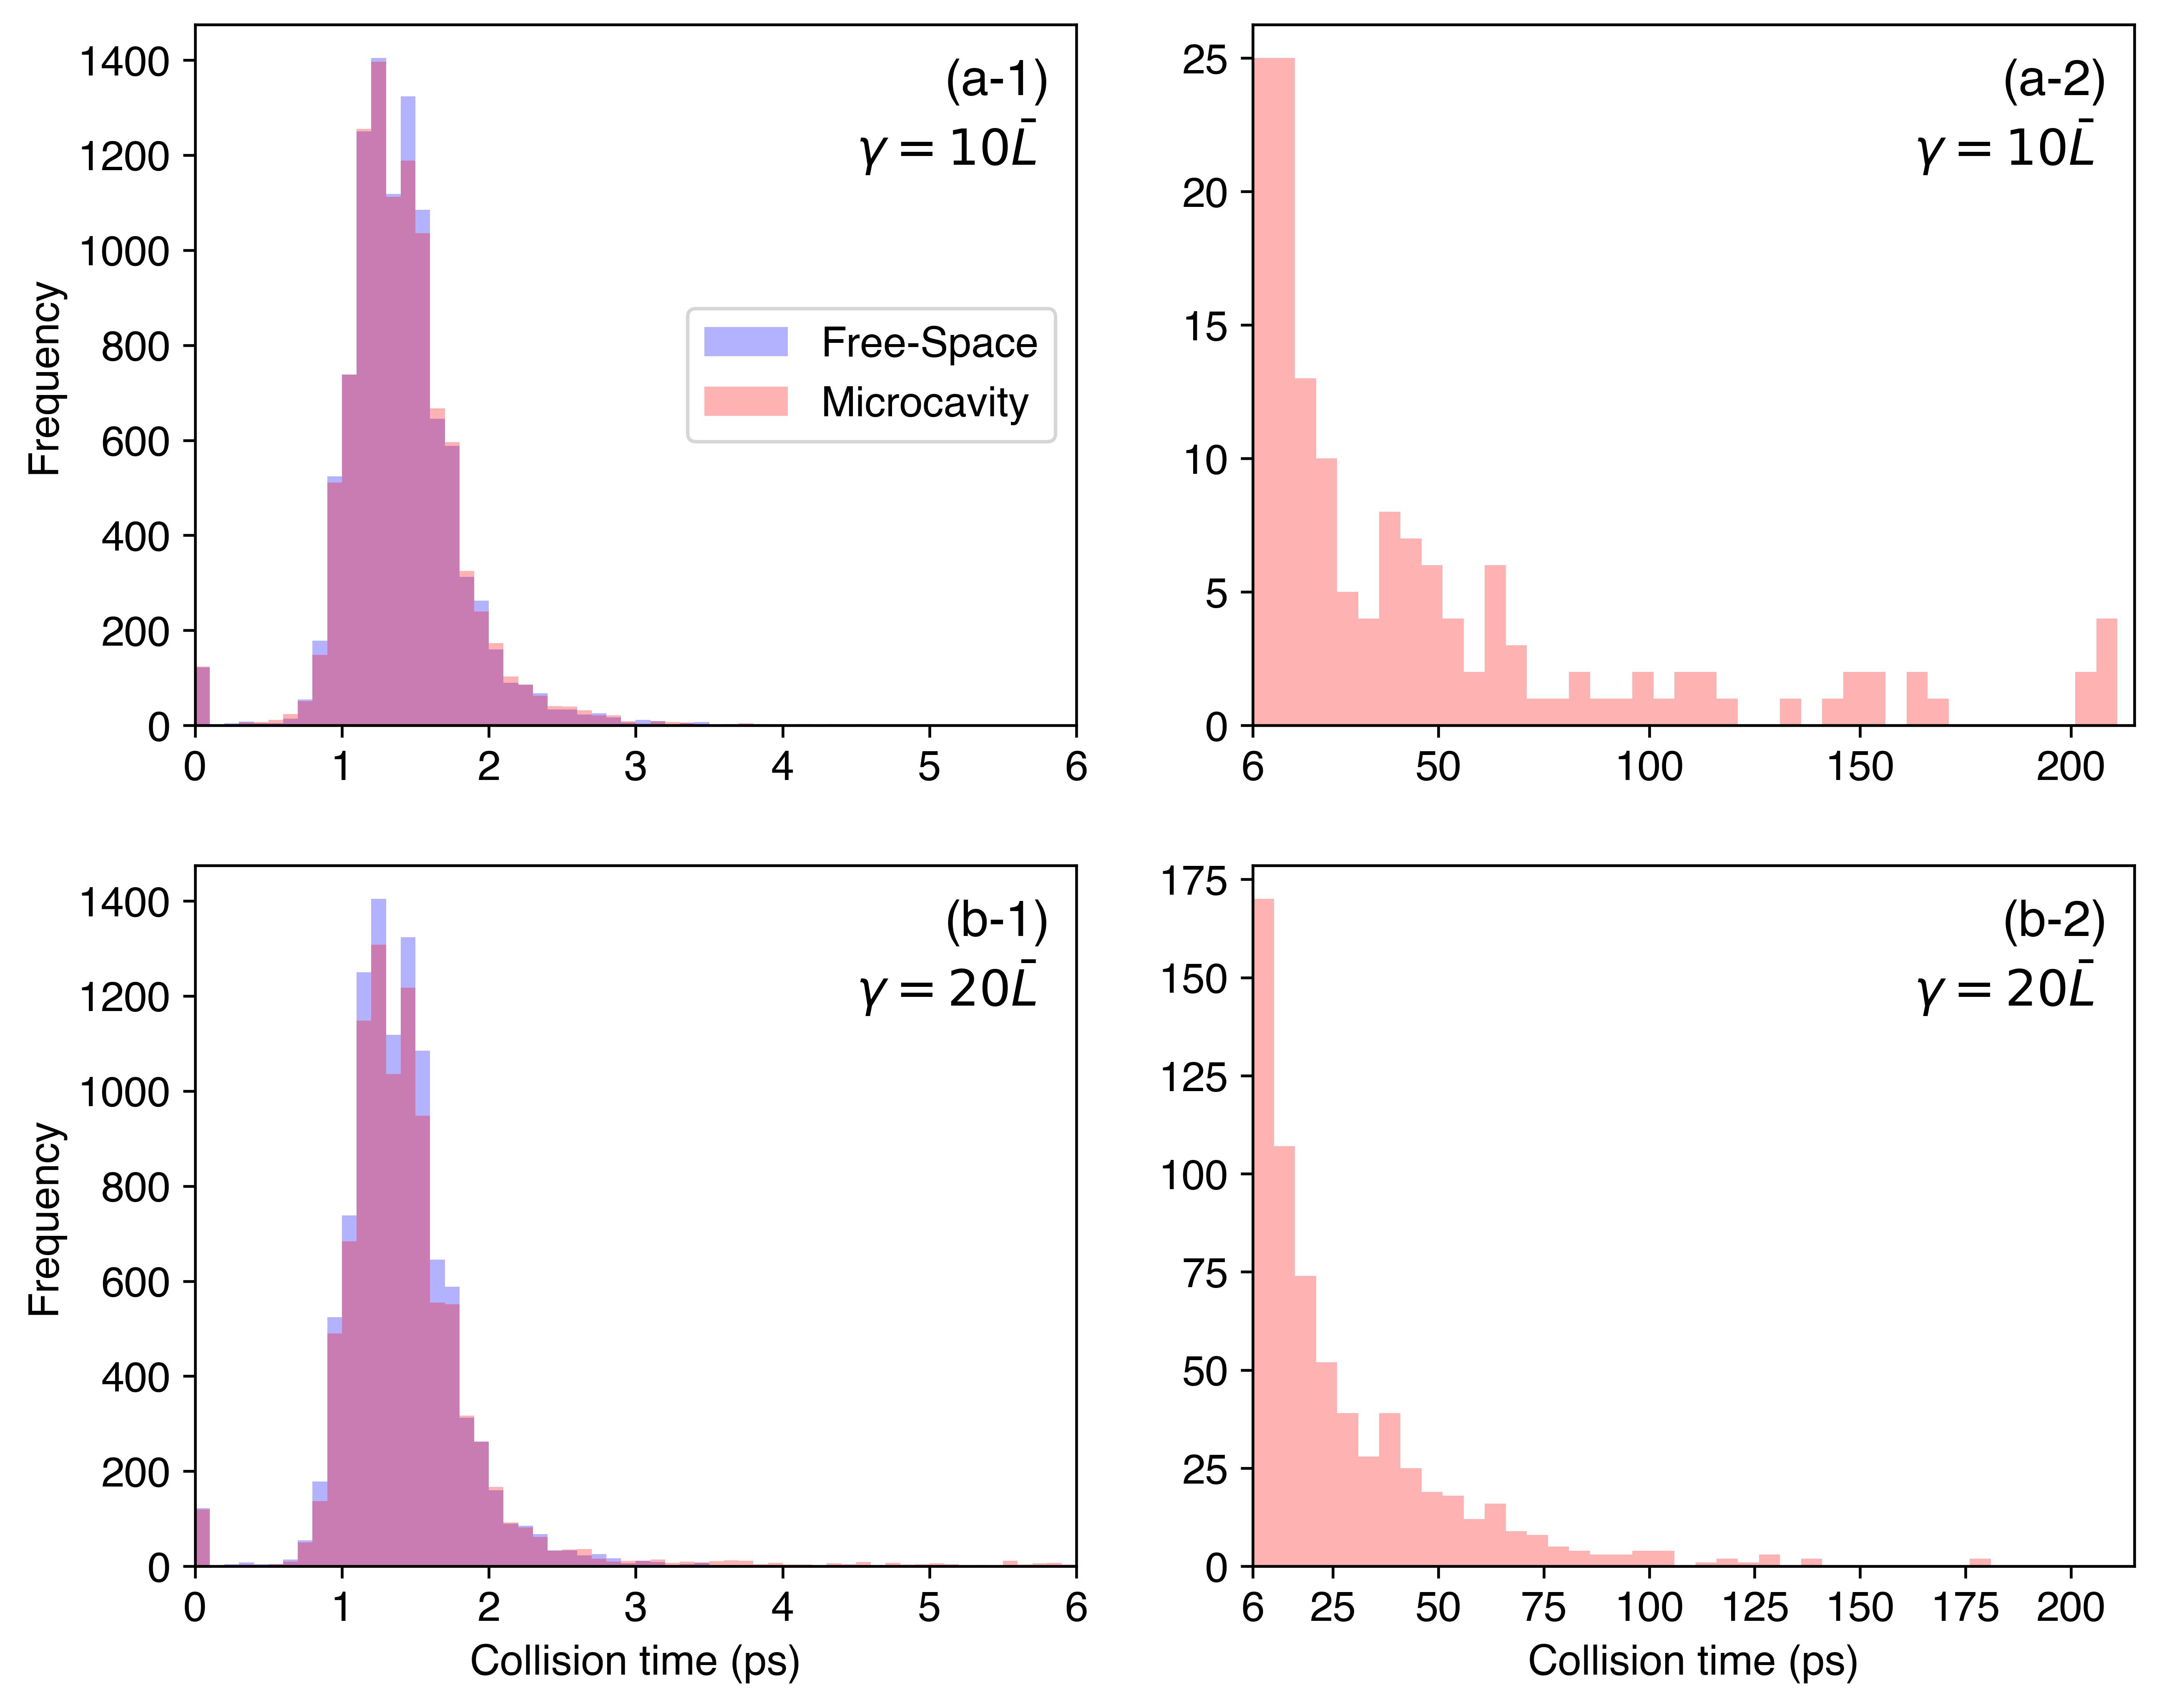 (a-1)
γ = 10L̄
Free-Space
Microcavity
Frequency
1400
1200
1000
800
600
400
200
0
0 1 2 3 4 5 6
(a-2)
γ = 10L̄
25
20
15
10
5
0
6 50 100 150 200
(b-1)
γ = 20L̄
Frequency
1400
1200
1000
800
600
400
200
0
0 1 2 3 4 5 6
Collision time (ps)
(b-2)
γ = 20L̄
175
150
125
100
75
50
25
0
6 25 50 75 100 125 150 175 200
Collision time (ps)